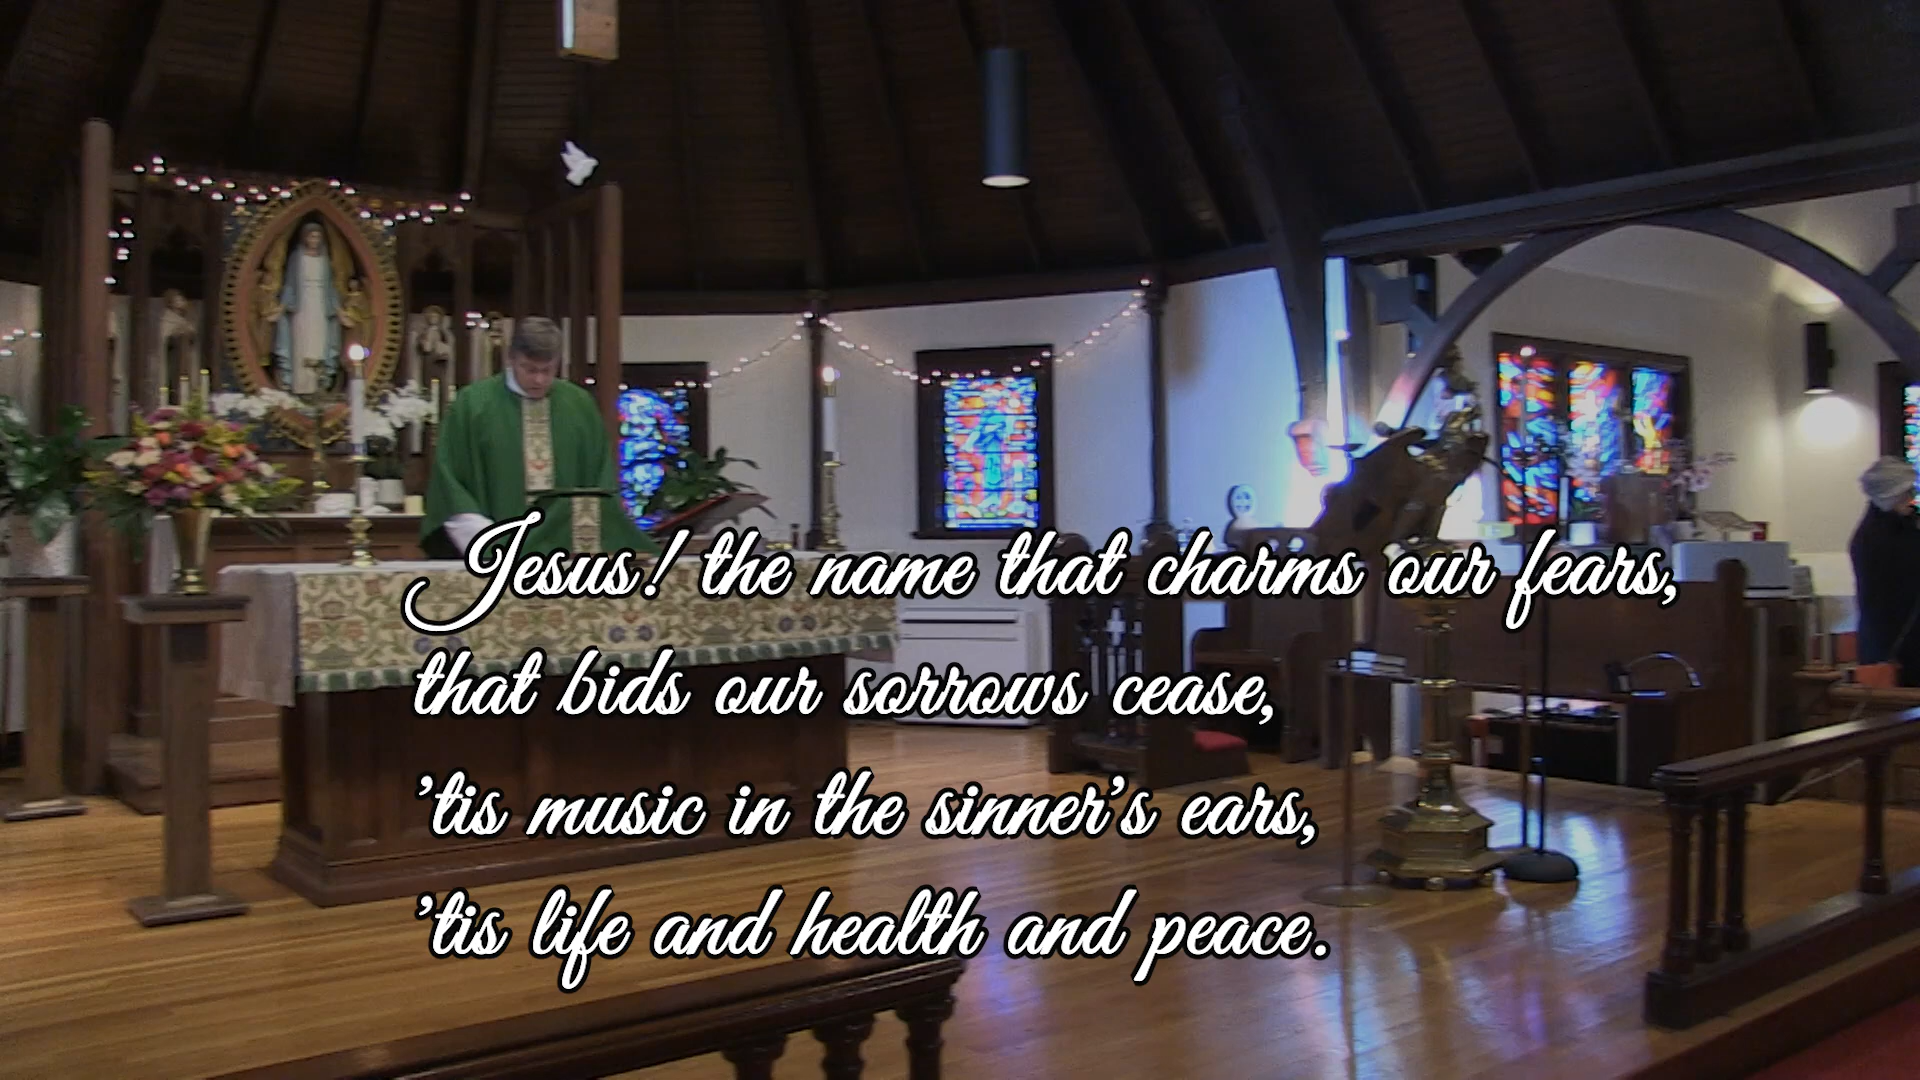 Jesus! the name that charms our fears,
that bids our sorrows cease,
’tis music in the sinner’s ears,
’tis life and health and peace.